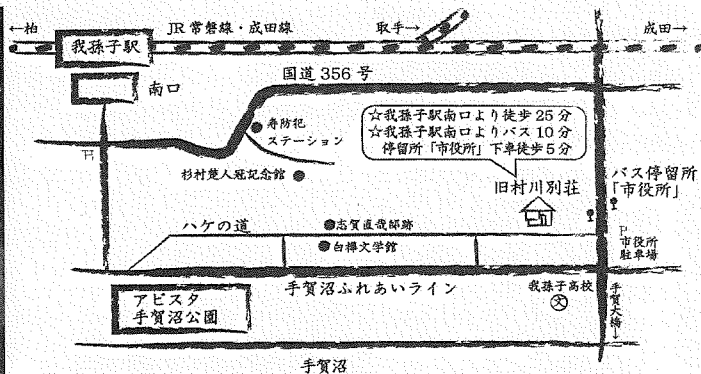 ←柏
JR常磐線・成田線
取手→
成田→
我孫子駅
南口
国道356号
寿防犯
ステーション
☆我孫子駅南口より徒歩25分
☆我孫子駅南口よりバス10分
停留所「市役所」下車徒歩5分
杉村楚人冠記念館
旧村川別荘
バス停留所
「市役所」
ハケの道
志賀直哉邸跡
白樺文学館
P
市役所
駐車場
手賀沼ふれあいライン
我孫子高校
文
アビスタ
手賀沼公園
手賀大橋→
手賀沼